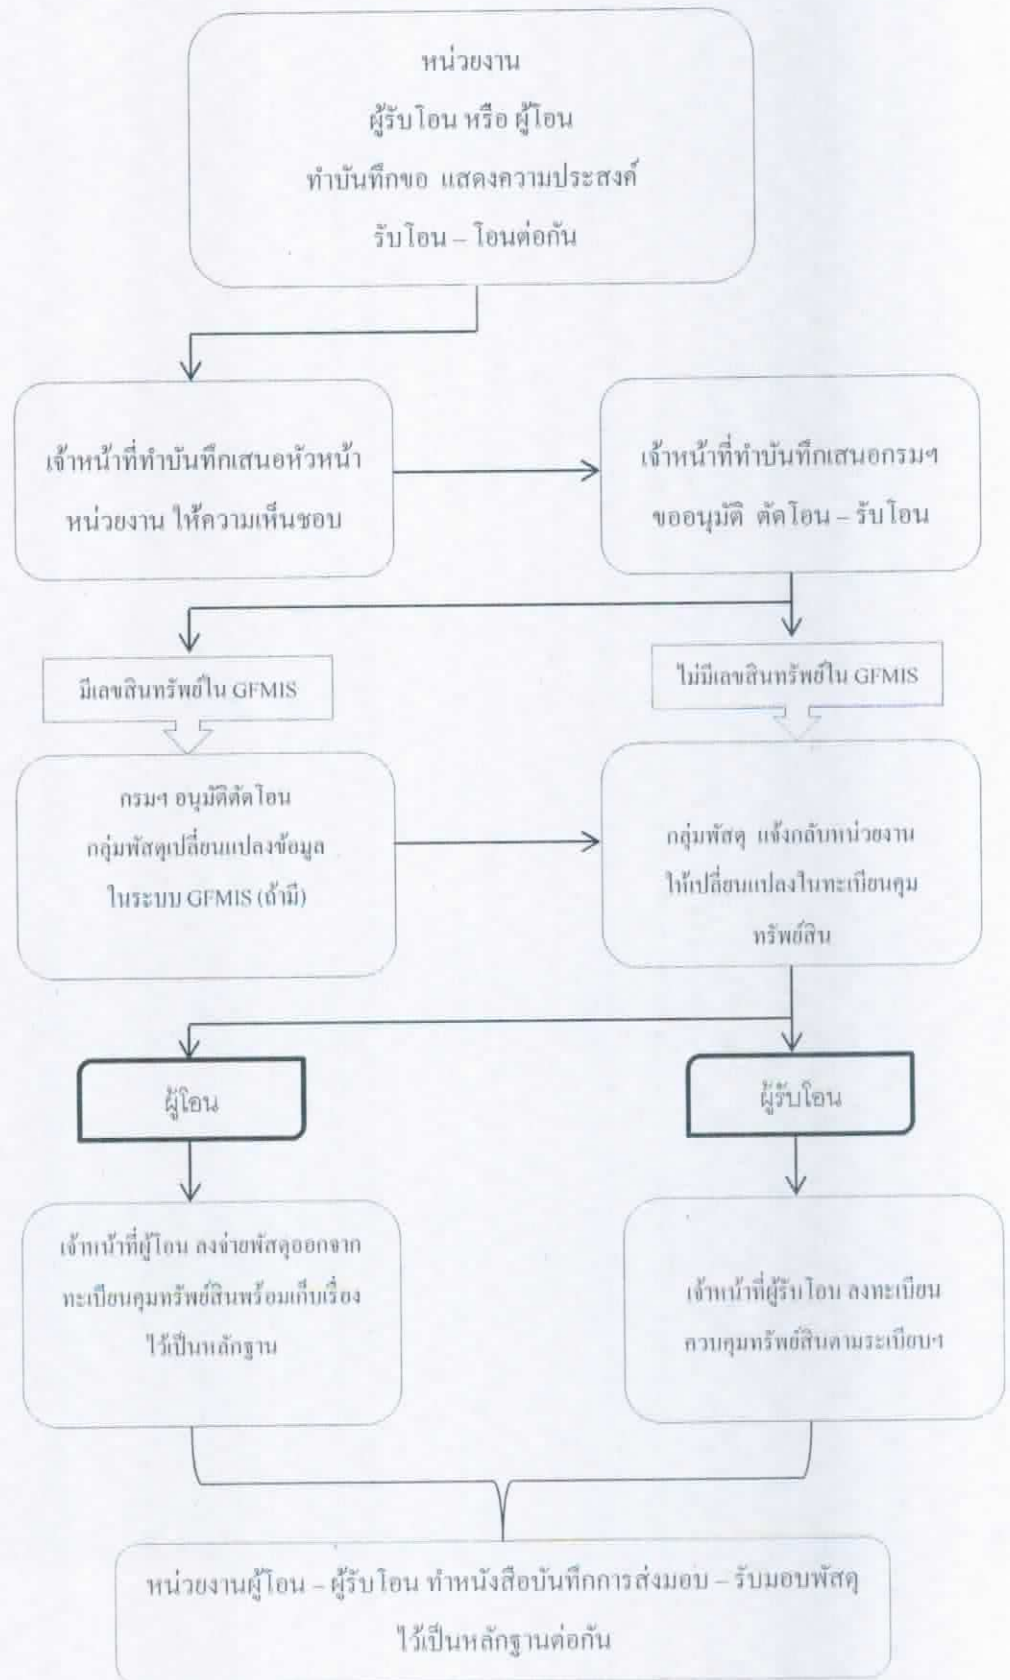 หน่วยงาน
ผู้รับโอน หรือ ผู้โอน
ทำบันทึกขอ แสดงความประสงค์
รับโอน – โอนต่อกัน
เจ้าหน้าที่ทำบันทึกเสนอหัวหน้า
หน่วยงาน ให้ความเห็นชอบ
เจ้าหน้าที่ทำบันทึกเสนอกรมฯ
ขออนุมัติ ตัดโอน – รับโอน
มีเลขสินทรัพย์ใน GFMIS
ไม่มีเลขสินทรัพย์ใน GFMIS
กรมฯ อนุมัติตัดโอน
กลุ่มพัสดุเปลี่ยนแปลงข้อมูล
ในระบบ GFMIS (ถ้ามี)
กลุ่มพัสดุ แจ้งกลับหน่วยงาน
ให้เปลี่ยนแปลงในทะเบียนคุม
ทรัพย์สิน
ผู้โอน
ผู้รับโอน
เจ้าหน้าที่ผู้โอน ลงจ่ายพัสดุออกจาก
ทะเบียนคุมทรัพย์สินพร้อมเก็บเรื่อง
ไว้เป็นหลักฐาน
เจ้าหน้าที่ผู้รับโอน ลงทะเบียน
ควบคุมทรัพย์สินตามระเบียบฯ
หน่วยงานผู้โอน – ผู้รับโอน ทำหนังสือบันทึกการส่งมอบ – รับมอบพัสดุ
ไว้เป็นหลักฐานต่อกัน